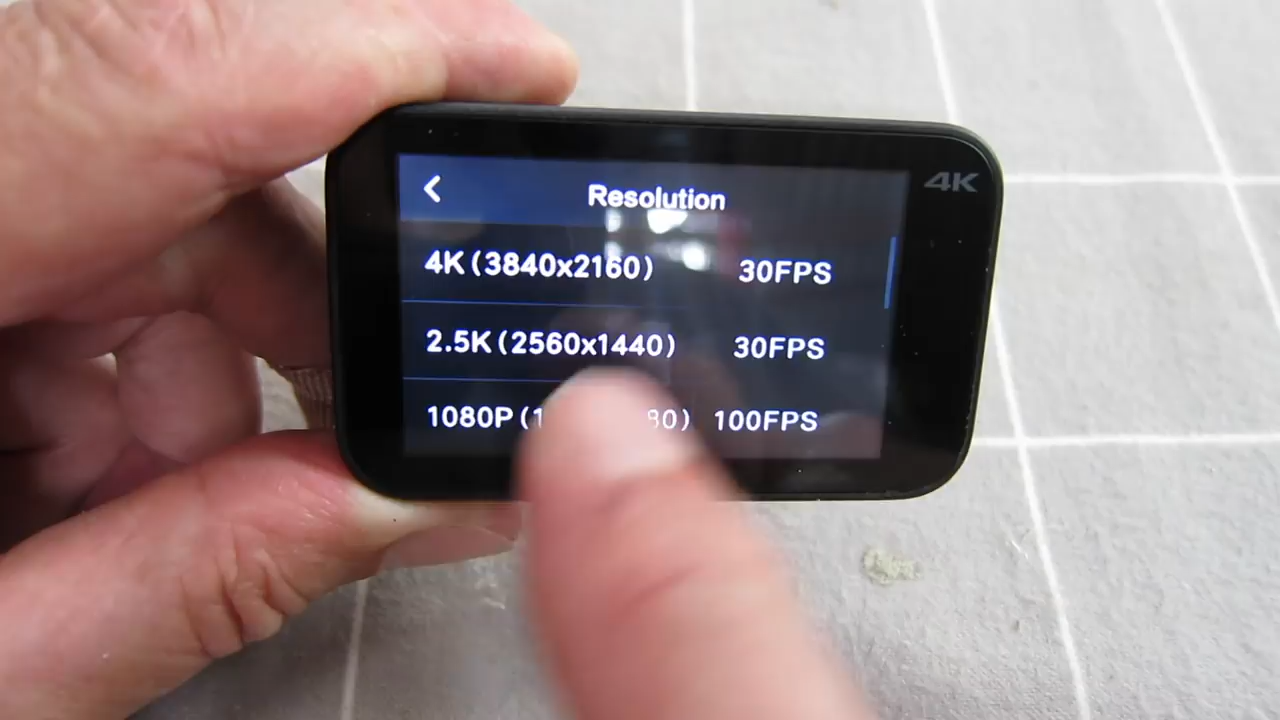 Resolution
4K
4K (3840x2160) 30FPS
2.5K (2560x1440) 30FPS
1080P 100FPS